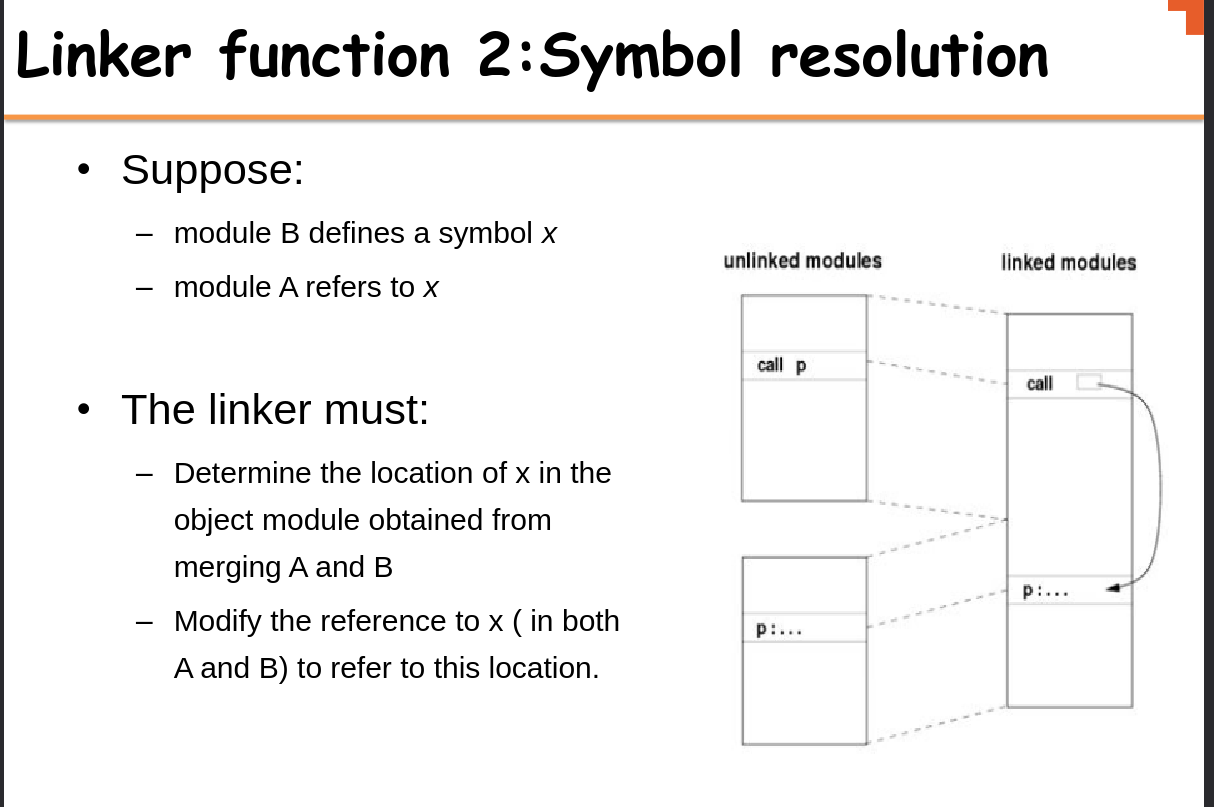 Linker function 2:Symbol resolution
• Suppose:
– module B defines a symbol x
– module A refers to x
• The linker must:
– Determine the location of x in the
object module obtained from
merging A and B
– Modify the reference to x ( in both
A and B) to refer to this location.
unlinked modules
linked modules
call p
call
p:...
p:...